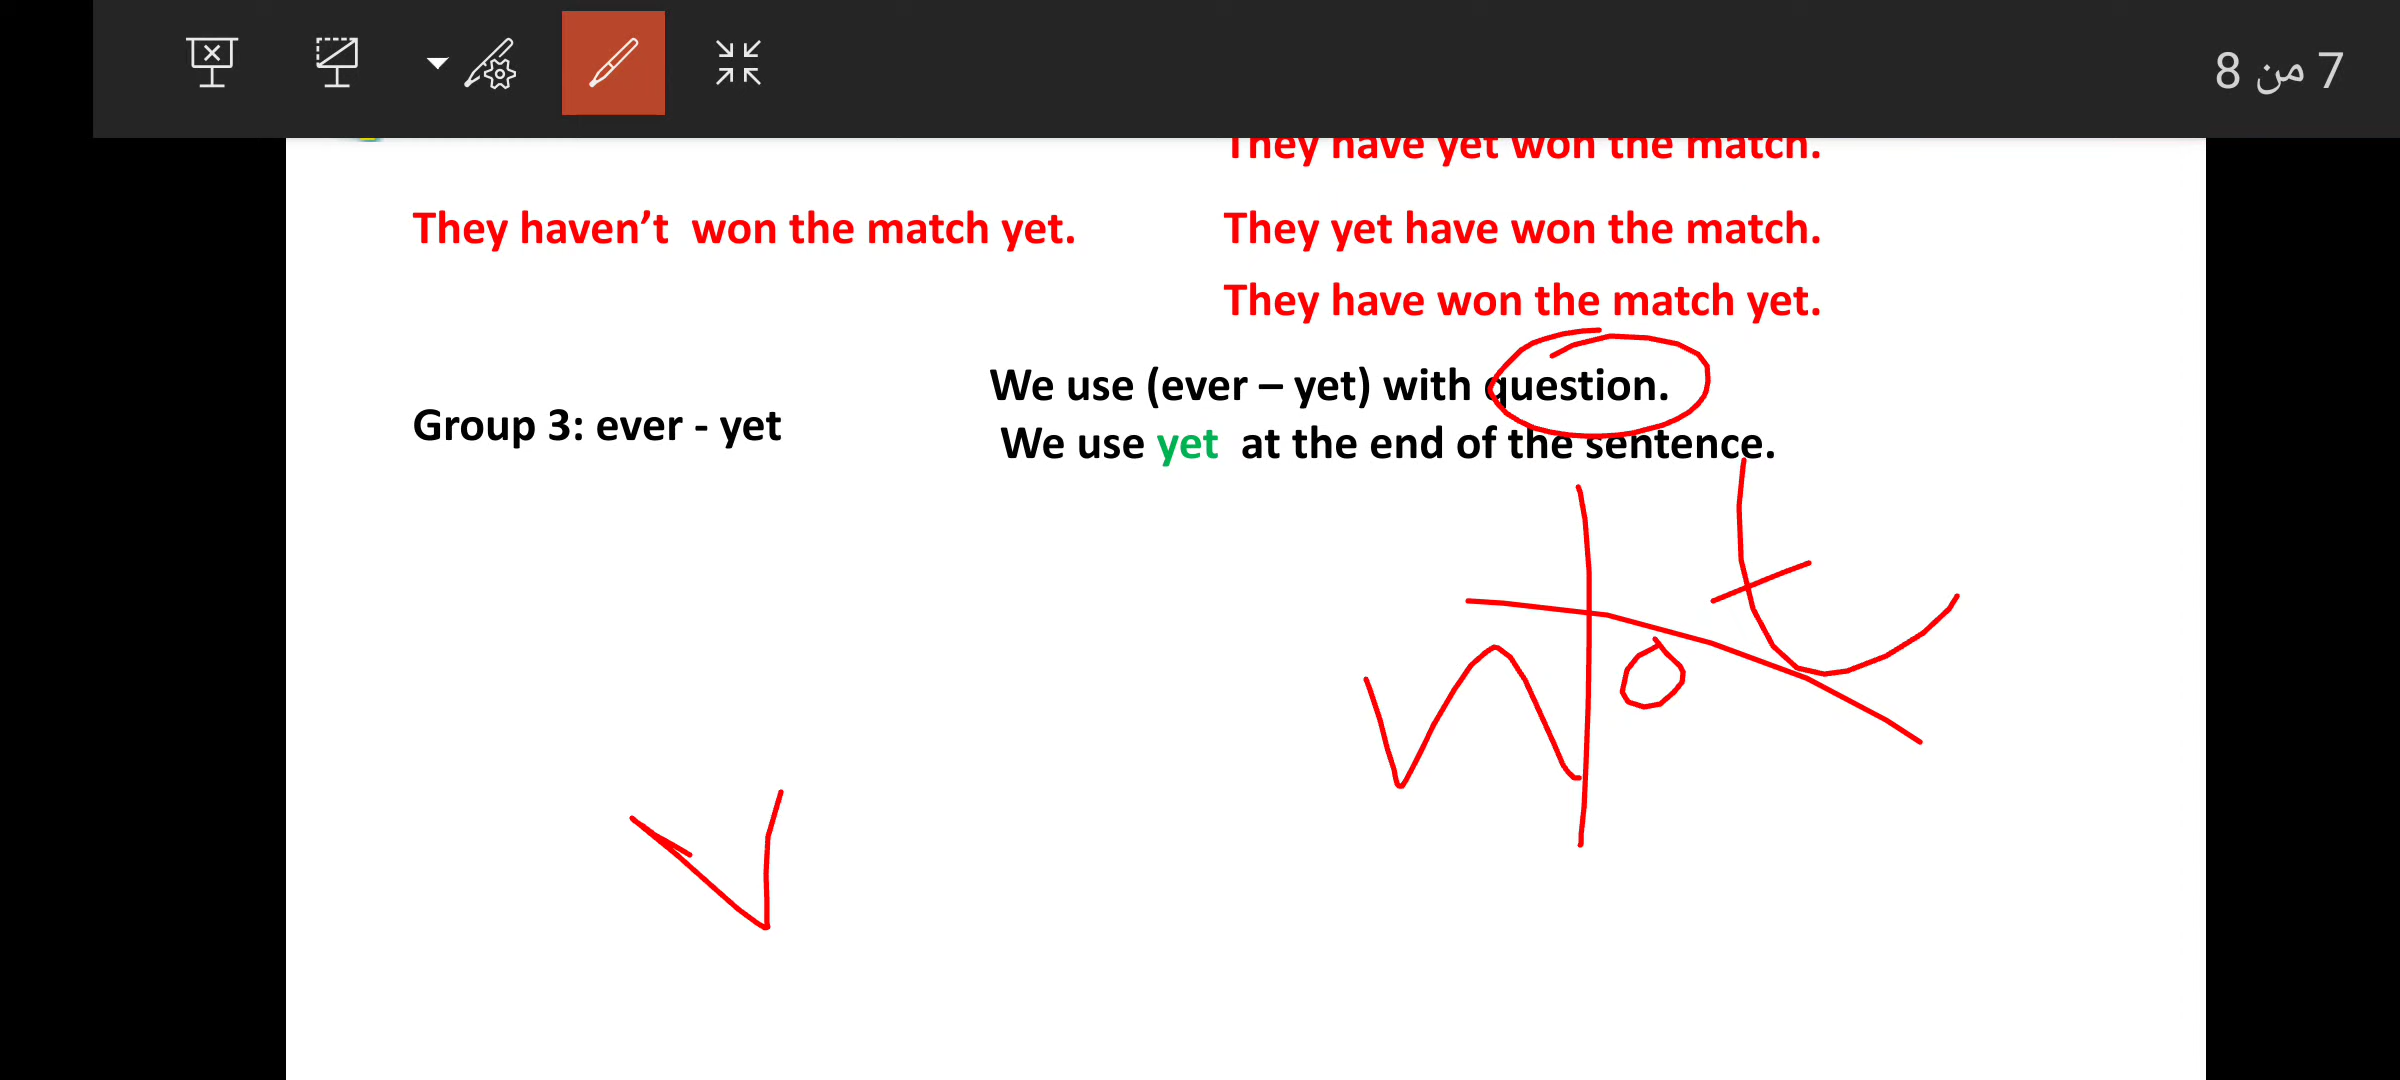 7 من 8
They have yet won the match.
They haven’t won the match yet.
They yet have won the match.
They have won the match yet.
We use (ever – yet) with question.
Group 3: ever - yet
We use yet at the end of the sentence.
not